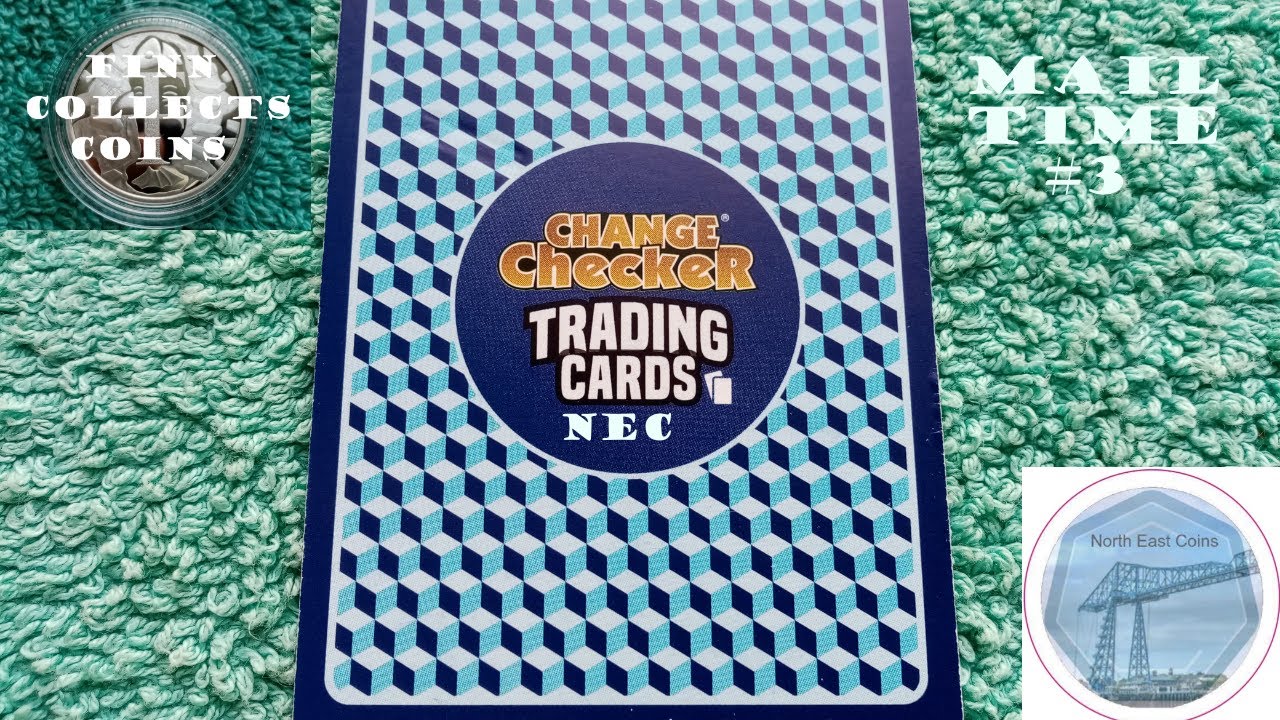 FINN
COLLECTS
COINS
MAIL
TIME
#3
CHANGE®
CHECKER
TRADING
CARDS
NEC
North East Coins